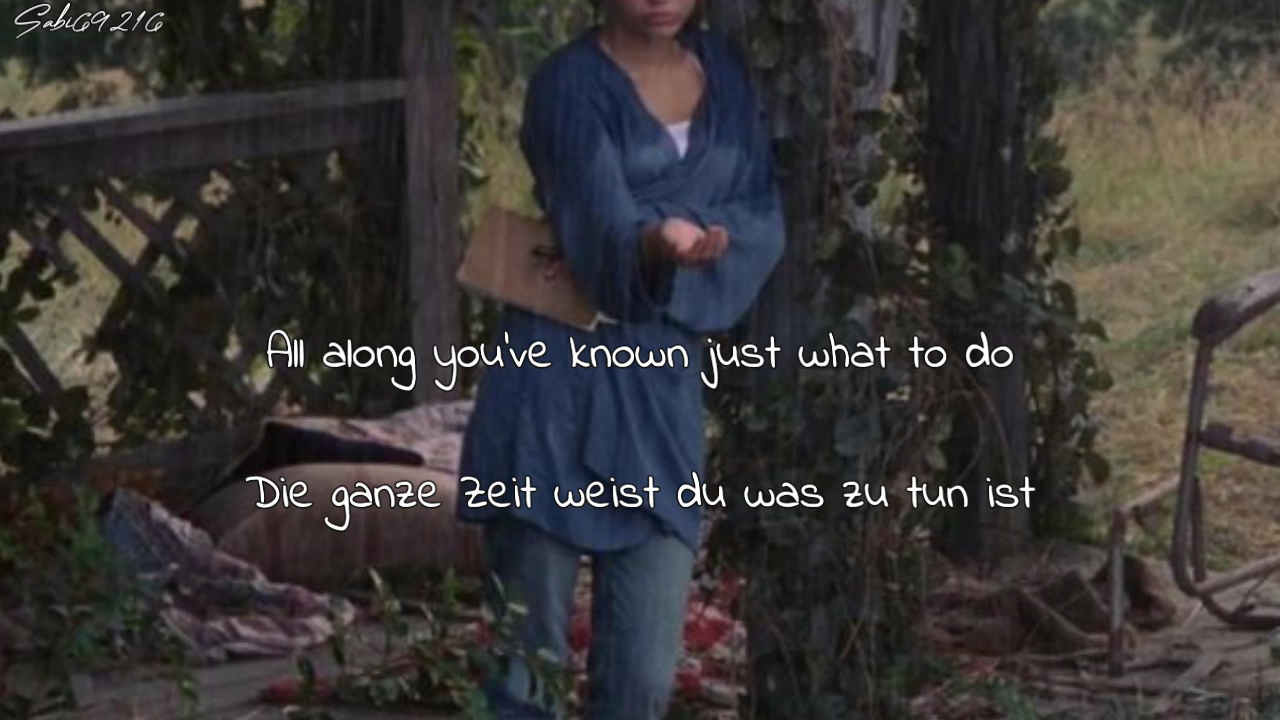 Sabi69216
All along you've known just what to do
Die ganze Zeit weist du was zu tun ist